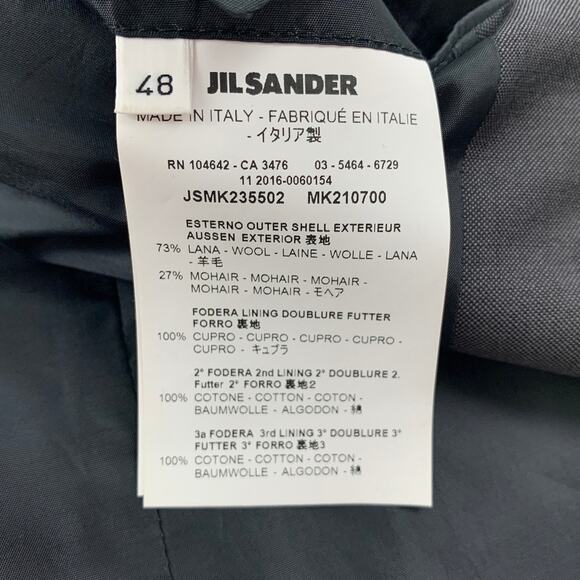 48
JIL SANDER
MADE IN ITALY - FABRIQUÉ EN ITALIE
- イタリア製
RN 104642 - CA 3476 03 - 5464 - 6729
11 2016-0060154
JSMK235502 MK210700
ESTERNO OUTER SHELL EXTERIEUR
AUSSEN EXTERIOR 表地
73% LANA - WOOL - LAINE - WOLLE - LANA
- 羊毛
27% MOHAIR - MOHAIR - MOHAIR -
MOHAIR - MOHAIR - モヘア
FODERA LINING DOUBLURE FUTTER
FORRO 裏地
100% CUPRO - CUPRO - CUPRO - CUPRO -
CUPRO - キュプラ
2° FODERA 2nd LINING 2° DOUBLURE 2.
Futter 2° FORRO 裏地2
100% COTONE - COTTON - COTON -
BAUMWOLLE - ALGODON - 綿
3a FODERA 3rd LINING 3° DOUBLURE 3°
FUTTER 3° FORRO 裏地3
100% COTONE - COTTON - COTON -
BAUMWOLLE - ALGODON - 綿